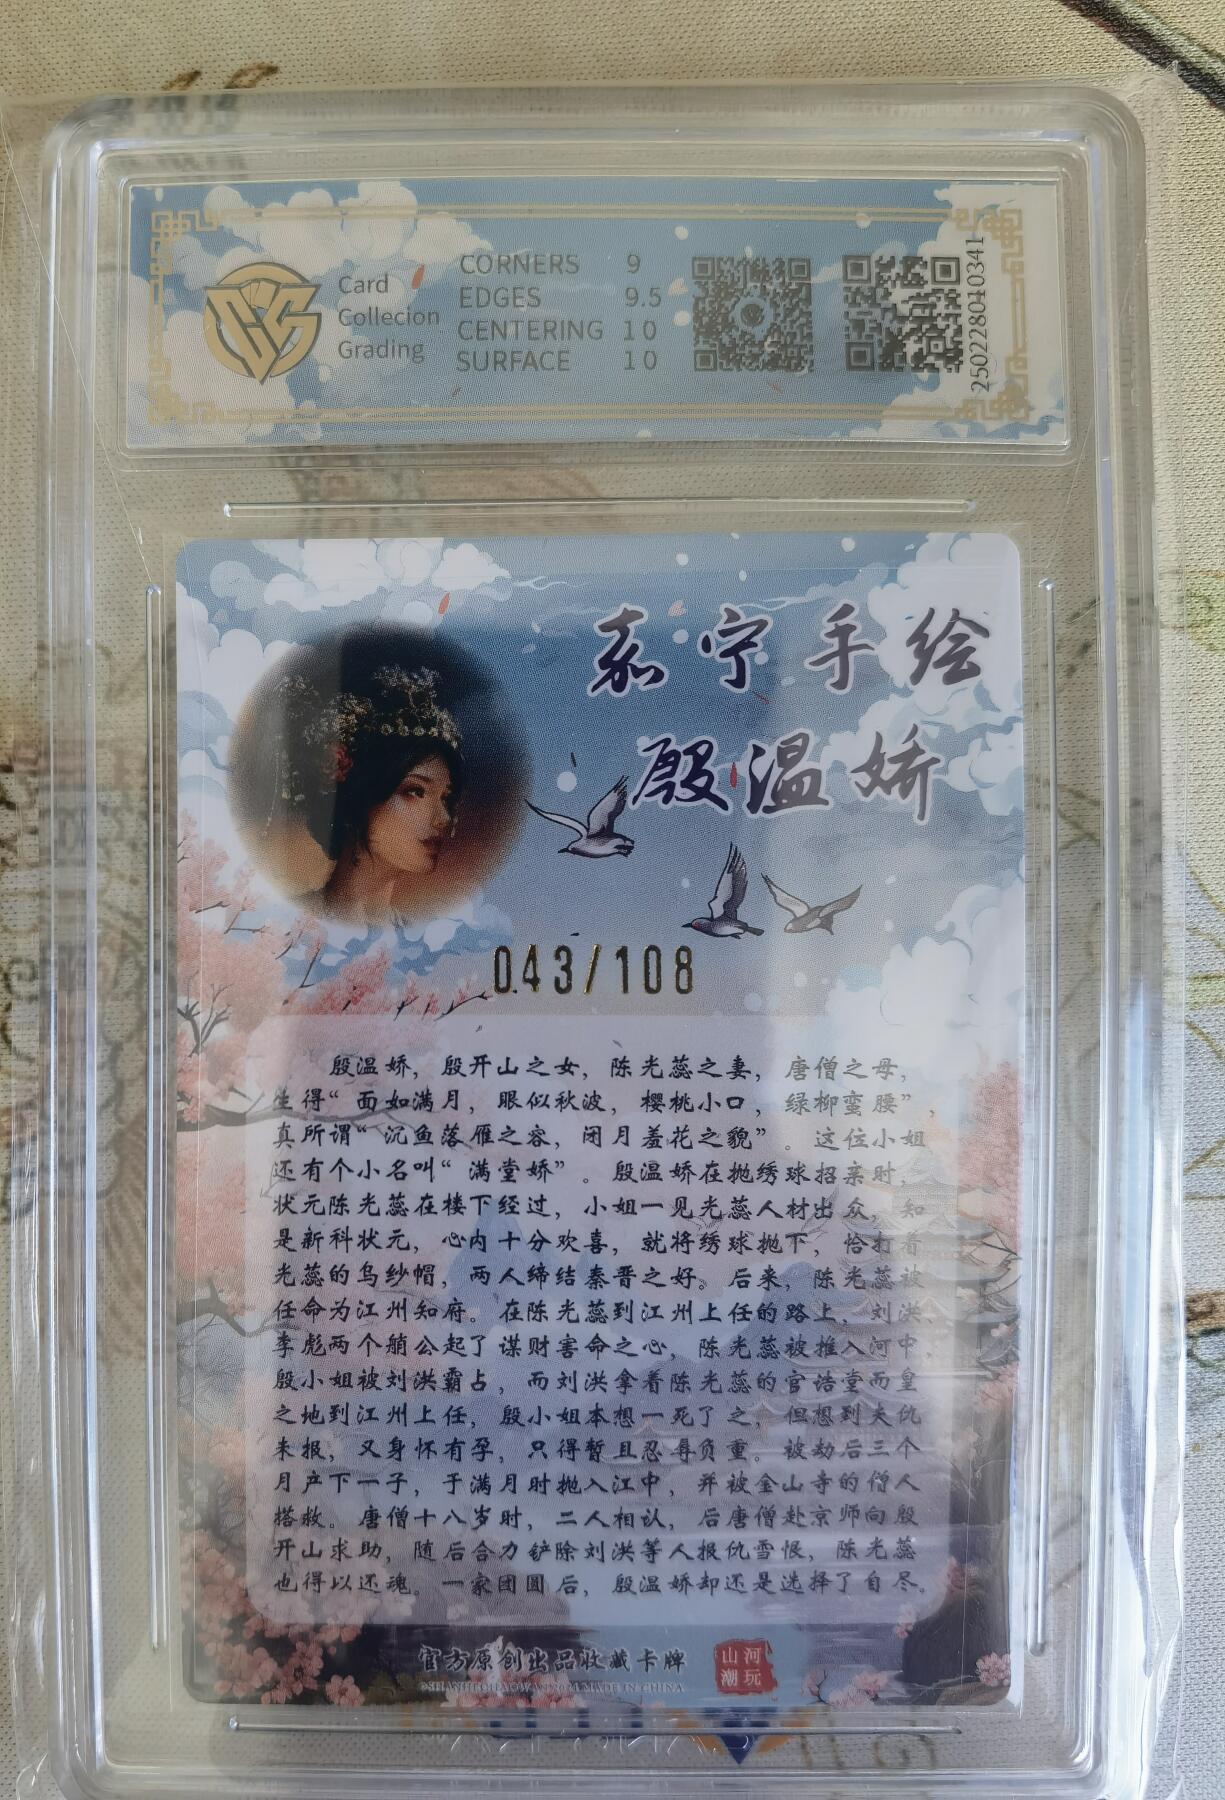 Card
Collecion
Grading
CORNERS 9
EDGES 9.5
CENTERING 10
SURFACE 10
250228010341
嘉宁手绘
殷温娇
043/108
殷温娇，殷开山之女，陈光蕊之妻，唐僧之母，
生得“面如满月，眼似秋波，樱桃小口，绿柳蛮腰”，
真所谓“沉鱼落雁之容，闭月羞花之貌”。这位小姐
还有个小名叫“满堂娇”。殷温娇在抛绣球招亲时，
状元陈光蕊在楼下经过，小姐一见光蕊人材出众，知
是新科状元，心内十分欢喜，就将绣球抛下，恰打着
光蕊的乌纱帽，两人缔结秦晋之好。后来，陈光蕊被
任命为江州知府。在陈光蕊到江州上任的路上，刘洪、
李彪两个艄公起了谋财害命之心，陈光蕊被推入河中，
殷小姐被刘洪霸占，而刘洪拿着陈光蕊的官诰堂而皇
之地到江州上任，殷小姐本想一死了之，但想到夫仇
未报，又身怀有孕，只得暂且忍辱负重。被劫后三个
月产下一子，于满月时抛入江中，并被金山寺的僧人
搭救。唐僧十八岁时，二人相认，后唐僧赴京师向殷
开山求助，随后合力铲除刘洪等人报仇雪恨，陈光蕊
也得以还魂。一家团圆后，殷温娇却还是选择了自尽。
官方原创出品收藏卡牌
山河
潮玩